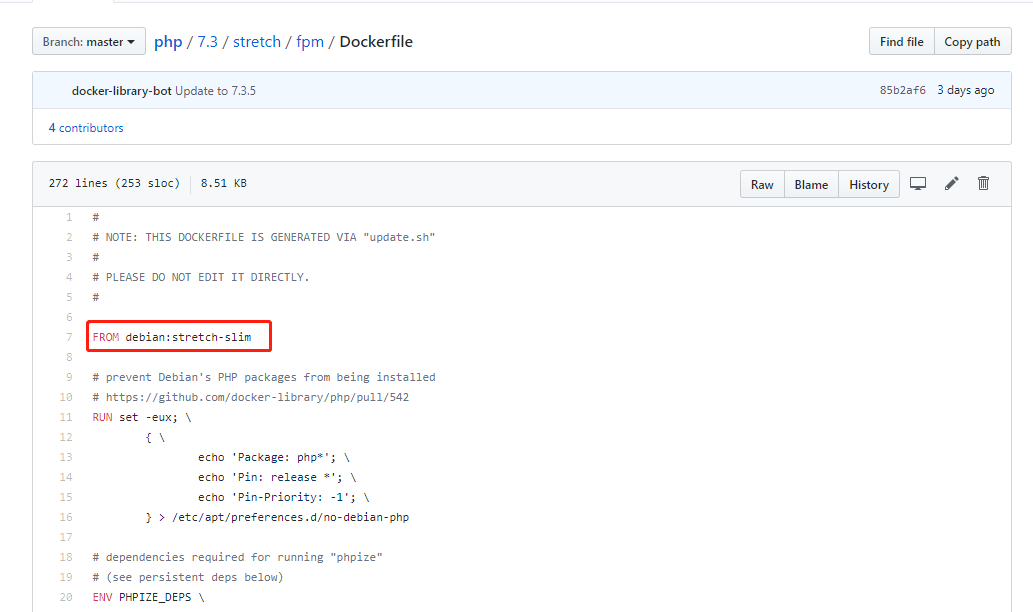 Branch: master php / 7.3 / stretch / fpm / Dockerfile Find file Copy path
docker-library-bot Update to 7.3.5 85b2af6 3 days ago
4 contributors
272 lines (253 sloc) 8.51 KB Raw Blame History
1 #
2 # NOTE: THIS DOCKERFILE IS GENERATED VIA "update.sh"
3 #
4 # PLEASE DO NOT EDIT IT DIRECTLY.
5 #
6
7 FROM debian:stretch-slim
8
9 # prevent Debian's PHP packages from being installed
10 # https://github.com/docker-library/php/pull/542
11 RUN set -eux; \
12 { \
13 echo 'Package: php*'; \
14 echo 'Pin: release *'; \
15 echo 'Pin-Priority: -1'; \
16 } > /etc/apt/preferences.d/no-debian-php
17
18 # dependencies required for running "phpize"
19 # (see persistent deps below)
20 ENV PHPIZE_DEPS \